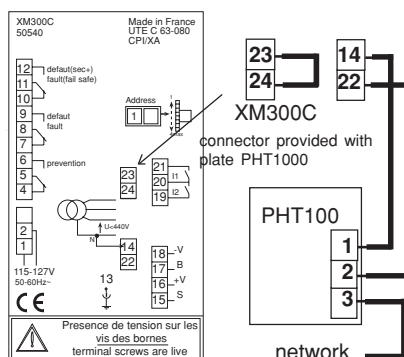 XM300C
50540
Made in France
UTE C 63-080
CPI/XA
12
11
10
defaut(sec+)
fault(fail safe)
9
8
7
defaut
fault
6
5
4
prevention
2
1
115-127V
50-60Hz~
CE
Address
1
1
23
24
21
20
19
I1
I2
U<440V
N
14
22
13
18 -V
17 B
16 +V
15 S
Presence de tension sur les
vis des bornes
terminal screws are live
23
24
14
22
XM300C
connector provided with
plate PHT1000
PHT100
1
2
3
network